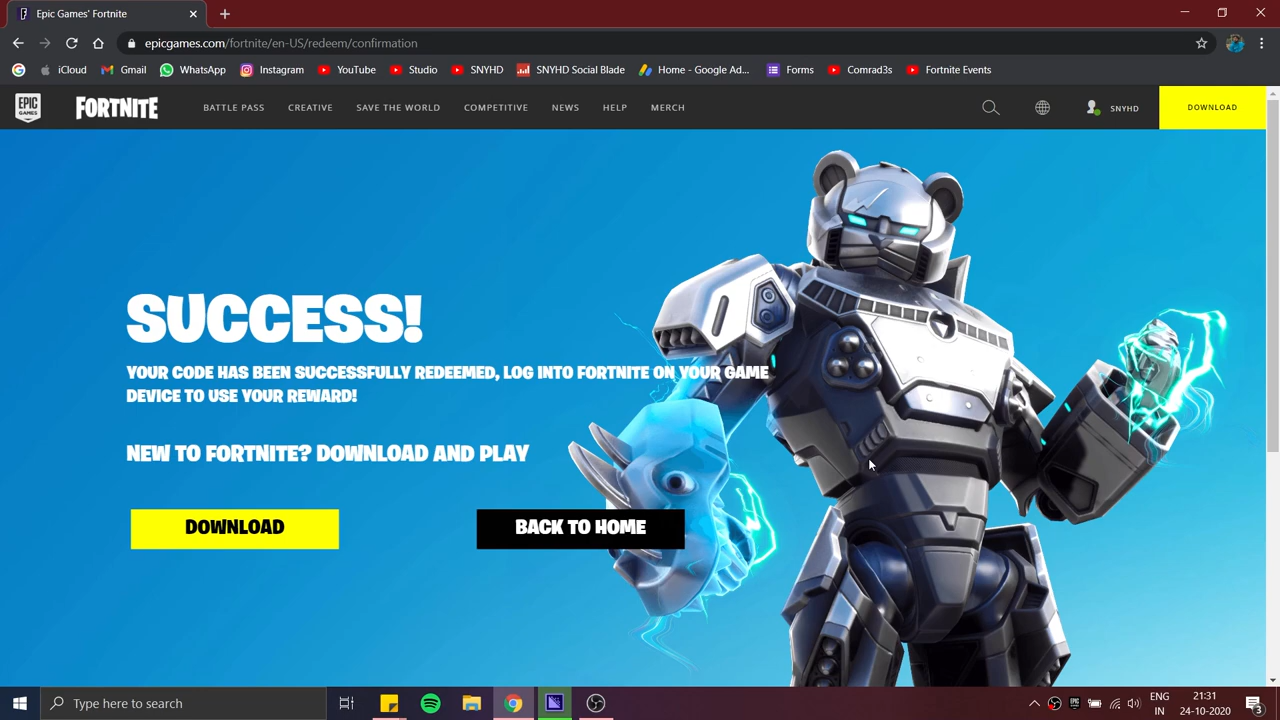 Epic Games' Fortnite
epicgames.com/fortnite/en-US/redeem/confirmation
iCloud Gmail WhatsApp Instagram YouTube Studio SNYHD SNYHD Social Blade Home - Google Ad... Forms Comrad3s Fortnite Events
EPIC GAMES FORTNITE BATTLE PASS CREATIVE SAVE THE WORLD COMPETITIVE NEWS HELP MERCH SNYHD DOWNLOAD
SUCCESS!
YOUR CODE HAS BEEN SUCCESSFULLY REDEEMED, LOG INTO FORTNITE ON YOUR GAME
DEVICE TO USE YOUR REWARD!
NEW TO FORTNITE? DOWNLOAD AND PLAY
DOWNLOAD BACK TO HOME
Type here to search
ENG 21:31
IN 24-10-2020 3